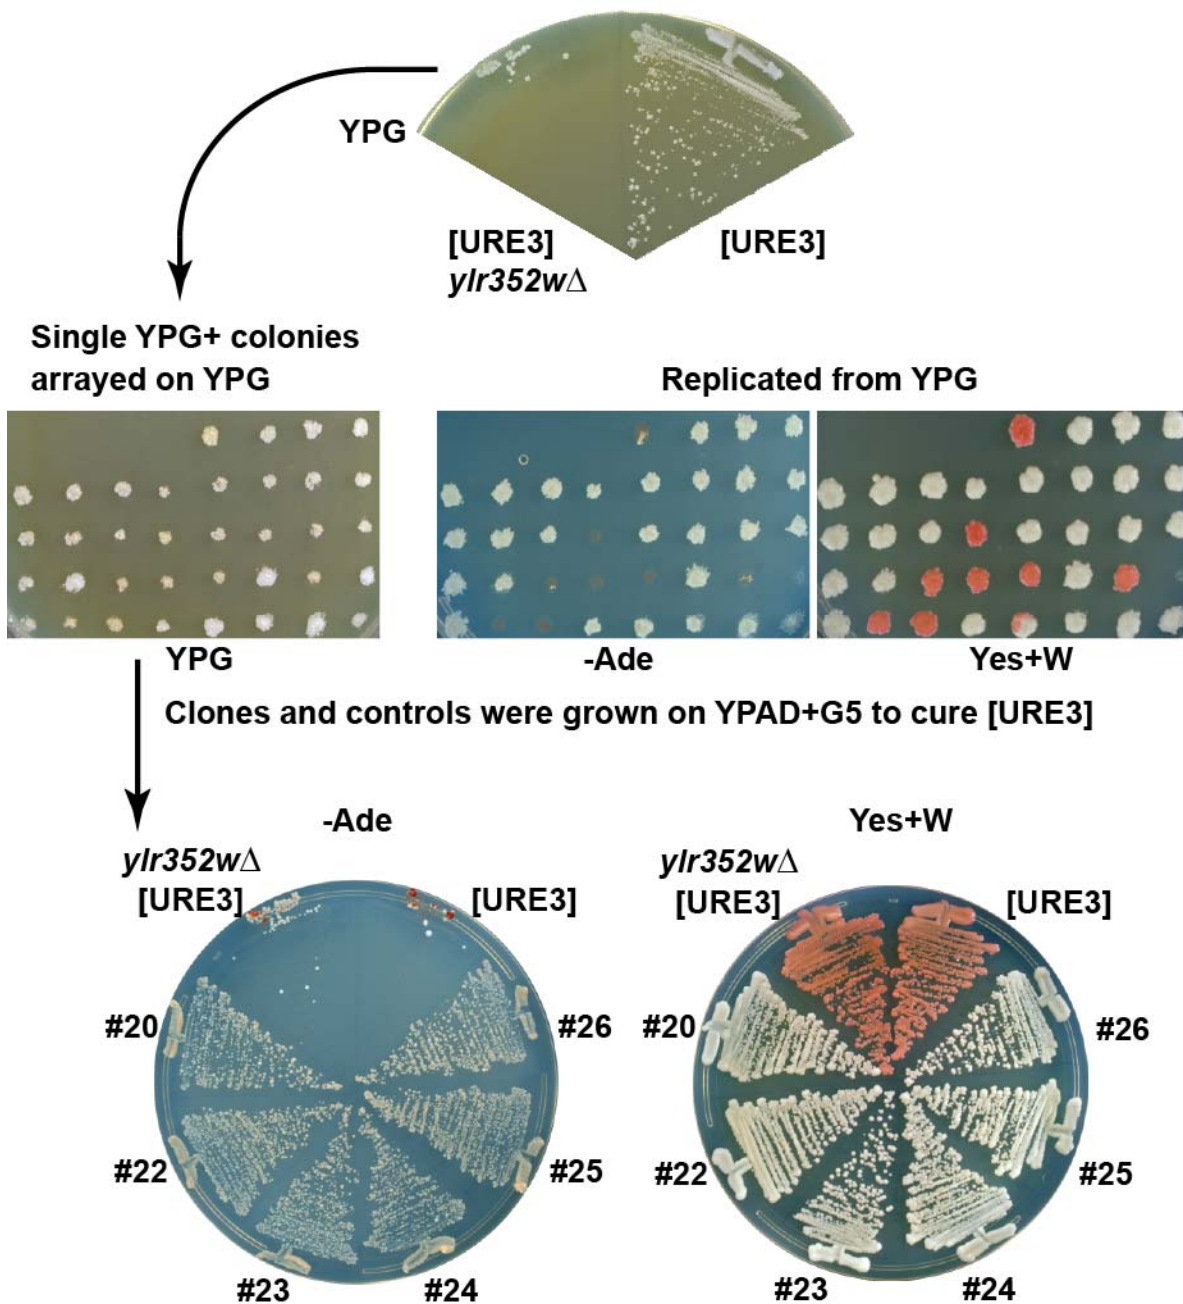 YPG
[URE3]
ylr352wΔ
[URE3]
Single YPG+ colonies
arrayed on YPG
Replicated from YPG
YPG
-Ade
Yes+W
Clones and controls were grown on YPAD+G5 to cure [URE3]
-Ade
ylr352wΔ
[URE3]
[URE3]
#20
#26
#22
#25
#23
#24
Yes+W
ylr352wΔ
[URE3]
[URE3]
#20
#26
#22
#25
#23
#24